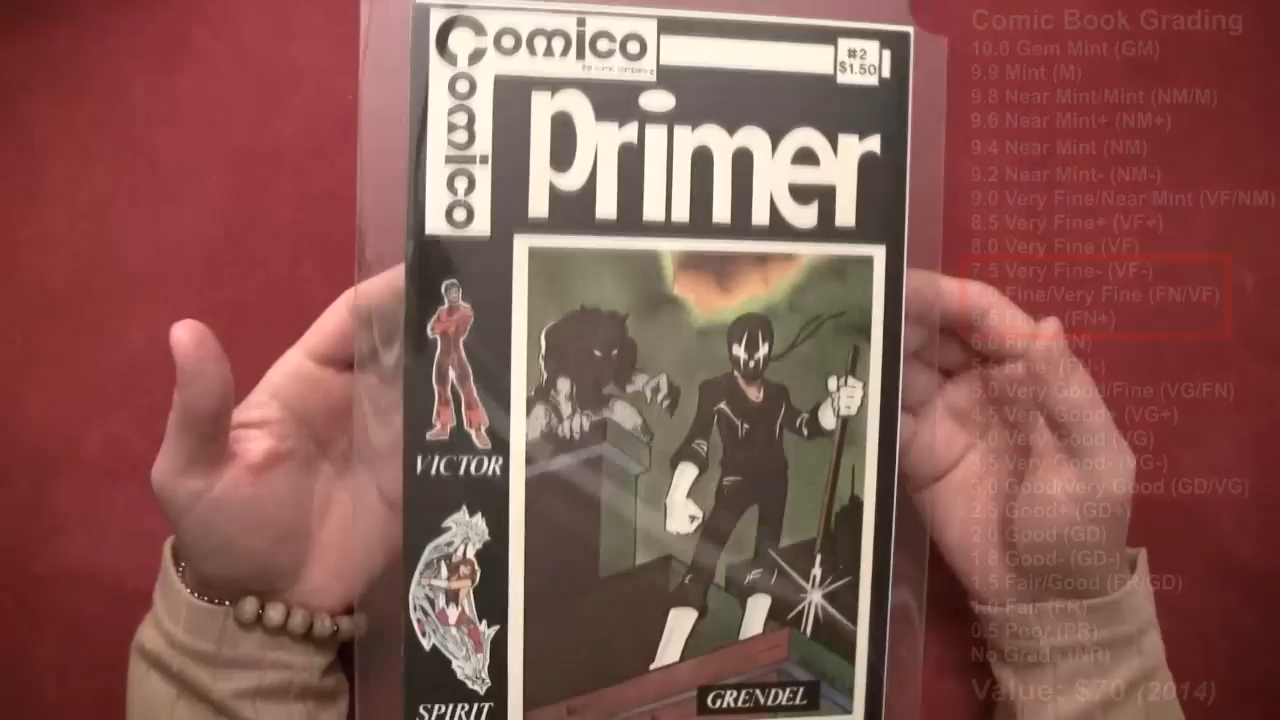 Comico
the comic company
Comico
#2
$1.50
Primer
VICTOR
SPIRIT
GRENDEL
Comic Book Grading
10.0 Gem Mint (GM)
9.9 Mint (M)
9.8 Near Mint/Mint (NM/M)
9.6 Near Mint+ (NM+)
9.4 Near Mint (NM)
9.2 Near Mint- (NM-)
9.0 Very Fine/Near Mint (VF/NM)
8.5 Very Fine+ (VF+)
8.0 Very Fine (VF)
7.5 Very Fine- (VF-)
Fine/Very Fine (FN/VF)
(FN+)
6.0 Fine (FN)
5.0 Very Good/Fine (VG/FN)
4.5 Very Good+ (VG+)
4.0 Very Good (VG)
3.5 Very Good- (VG-)
3.0 Good/Very Good (GD/VG)
2.5 Good+ (GD+)
2.0 Good (GD)
1.8 Good- (GD-)
1.5 Fair/Good (FR/GD)
1.0 Fair (FR)
0.5 Poor (PR)
No Grade (NR)
Value: $70 (2014)